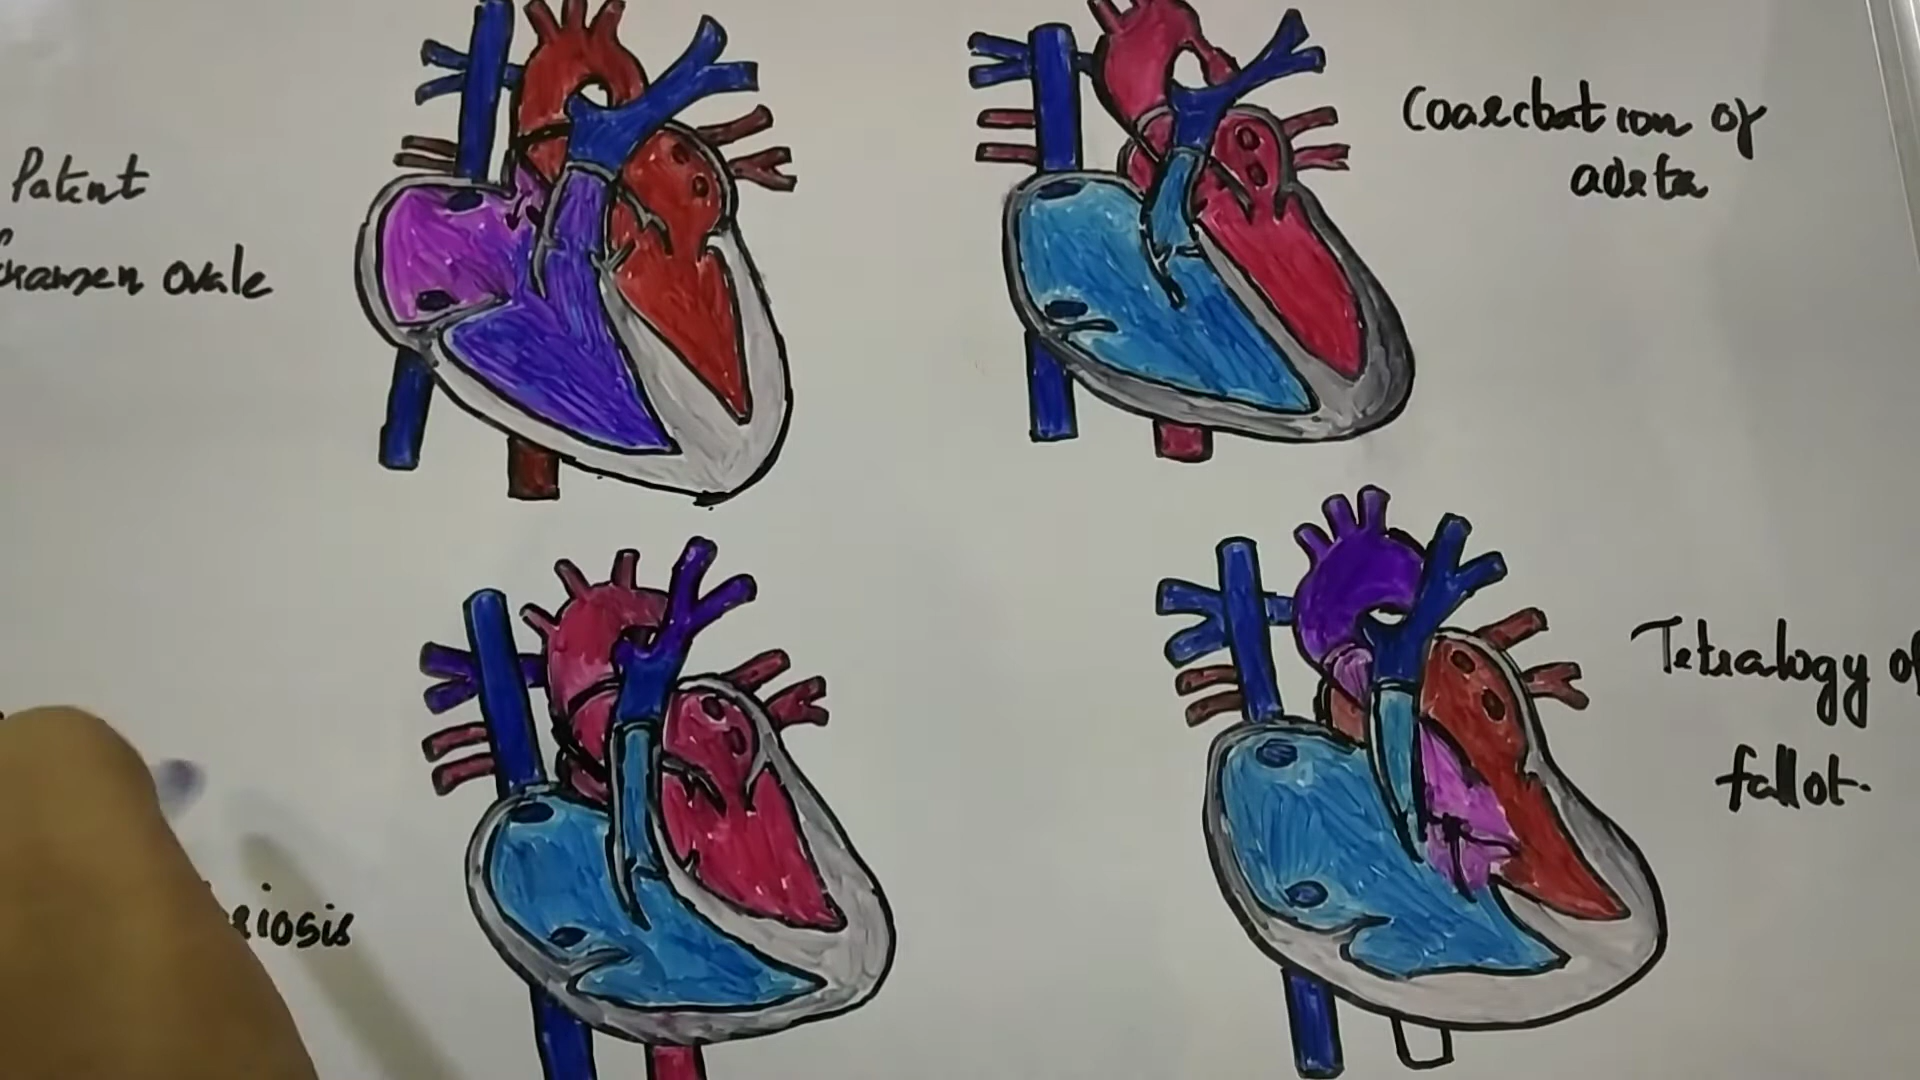 Patent
foramen ovale
Coarctation of
aorta
Tetralogy of
fallot.